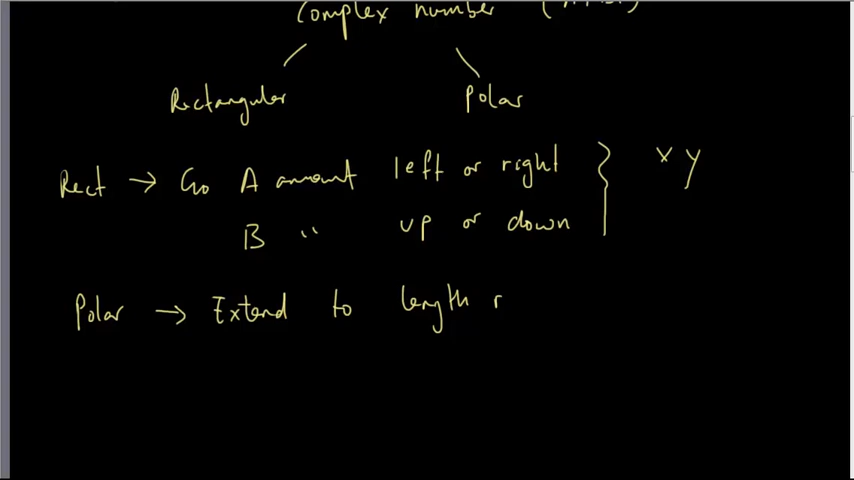 Complex number
Rectangular Polar
Rect → Go A amount left or right } x y
B " up or down
Polar → Extend to length r